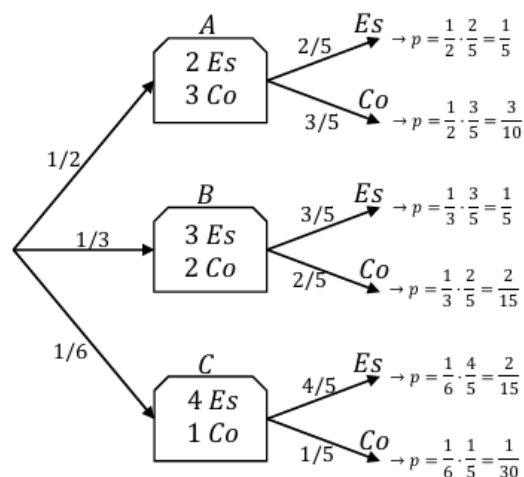 A
2 Es
3 Co
1/2
2/5
Es
→ p = 1/2 · 2/5 = 1/5
3/5
Co
→ p = 1/2 · 3/5 = 3/10
B
3 Es
2 Co
1/3
3/5
Es
→ p = 1/3 · 3/5 = 1/5
2/5
Co
→ p = 1/3 · 2/5 = 2/15
C
4 Es
1 Co
1/6
4/5
Es
→ p = 1/6 · 4/5 = 2/15
1/5
Co
→ p = 1/6 · 1/5 = 1/30